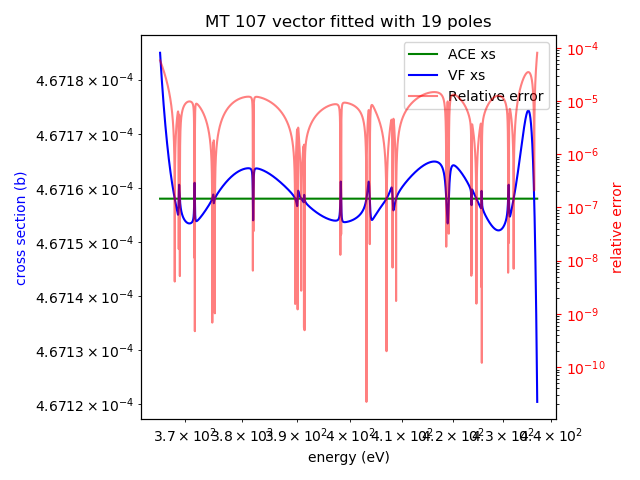 MT 107 vector fitted with 19 poles
ACE xs
VF xs
Relative error
4.6718 × 10⁻⁴
4.6717 × 10⁻⁴
4.6716 × 10⁻⁴
4.6715 × 10⁻⁴
4.6714 × 10⁻⁴
4.6713 × 10⁻⁴
4.6712 × 10⁻⁴
cross section (b)
10⁻⁴
10⁻⁵
10⁻⁶
10⁻⁷
10⁻⁸
10⁻⁹
10⁻¹⁰
relative error
3.7 × 10² 3.8 × 10² 3.9 × 10² 4 × 10² 4.1 × 10² 4.2 × 10² 4.3 × 10² 4.4 × 10²
energy (eV)